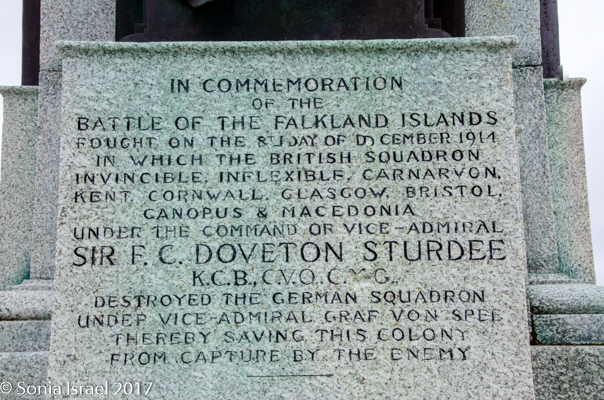 IN COMMEMORATION
OF THE
BATTLE OF THE FALKLAND ISLANDS
FOUGHT ON THE 8TH DAY OF DECEMBER 1914
IN WHICH THE BRITISH SQUADRON
INVINCIBLE, INFLEXIBLE, CARNARVON,
KENT, CORNWALL, GLASGOW, BRISTOL,
CANOPUS & MACEDONIA
UNDER THE COMMAND OF VICE-ADMIRAL
SIR F. C. DOVETON STURDEE
K.C.B., C.V.O. C.M.G.,
DESTROYED THE GERMAN SQUADRON
UNDER VICE-ADMIRAL GRAF VON SPEE
THEREBY SAVING THIS COLONY
FROM CAPTURE BY THE ENEMY
© Sonia Israel 2017